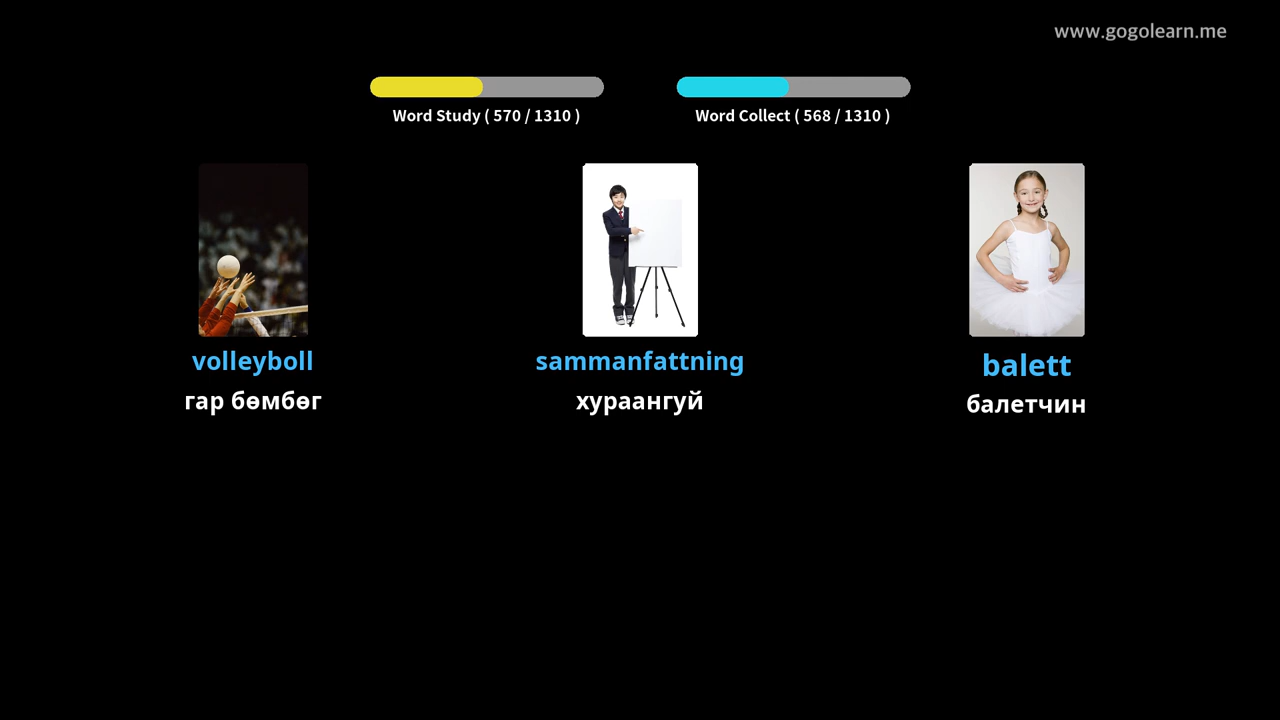 www.gogolearn.me
Word Study ( 570 / 1310 )
Word Collect ( 568 / 1310 )
volleyboll
гар бөмбөг
sammanfattning
хураангуй
balett
балетчин